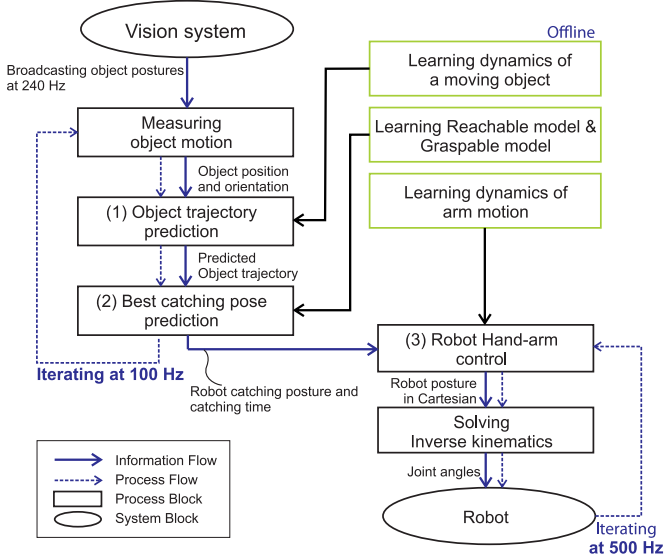 Vision system
Offline
Broadcasting object postures
at 240 Hz
Learning dynamics of
a moving object
Measuring
object motion
Learning Reachable model &
Graspable model
Object position
and orientation
Learning dynamics of
arm motion
(1) Object trajectory
prediction
Predicted
Object trajectory
(2) Best catching pose
prediction
Iterating at 100 Hz
Robot catching posture and
catching time
(3) Robot Hand-arm
control
Robot posture
in Cartesian
Solving
Inverse kinematics
Joint angles
Robot
Iterating
at 500 Hz
Information Flow
Process Flow
Process Block
System Block